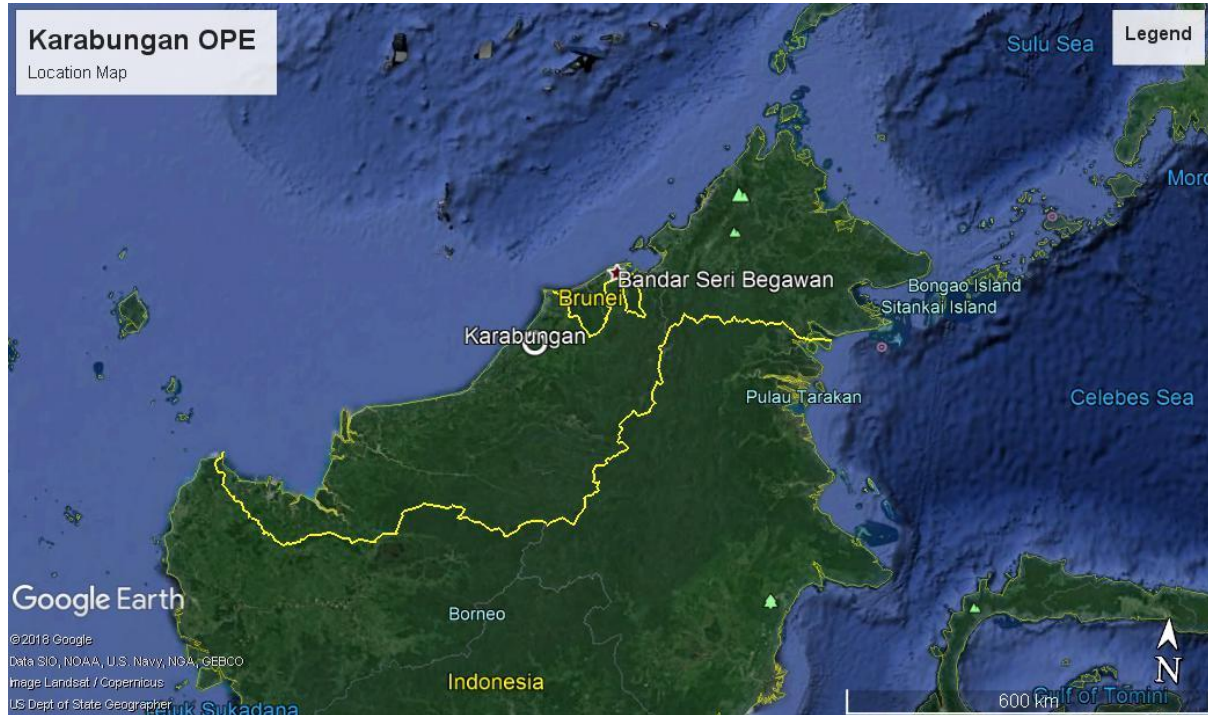 Karabungan OPE
Location Map
Legend
Sulu Sea
Bandar Seri Begawan
Brunei
Bongao Island
Sitankai Island
Karabungan
Pulau Tarakan
Celebes Sea
Google Earth
Borneo
©2018 Google
Data SIO, NOAA, U.S. Navy, NGA, GEBCO
Image Landsat / Copernicus
US Dept of State Geographer
Indonesia
N
600 km
Gulf of Tomini
Teluk Sukadana